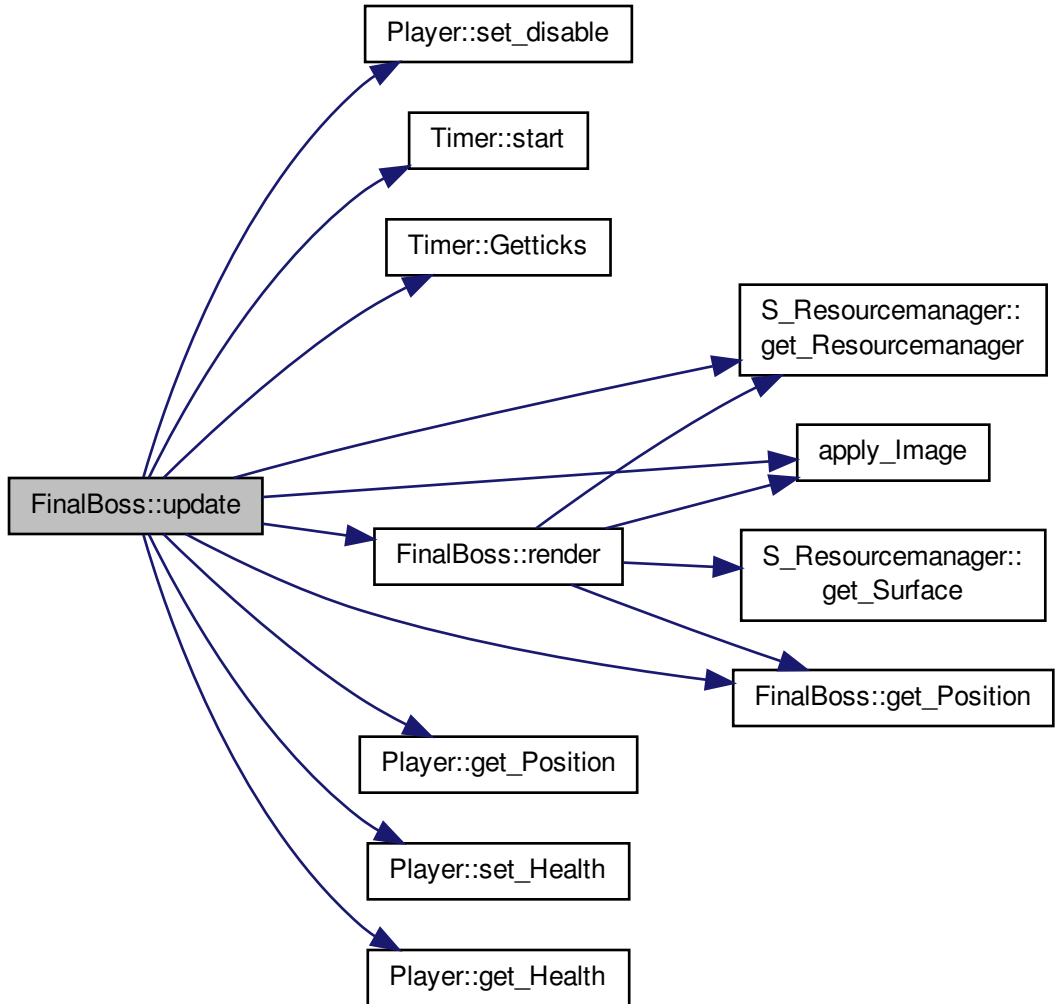 Player::set_disable
Timer::start
Timer::Getticks
S_Resourcemanager::
get_Resourcemanager
apply_Image
FinalBoss::update
FinalBoss::render
S_Resourcemanager::
get_Surface
FinalBoss::get_Position
Player::get_Position
Player::set_Health
Player::get_Health